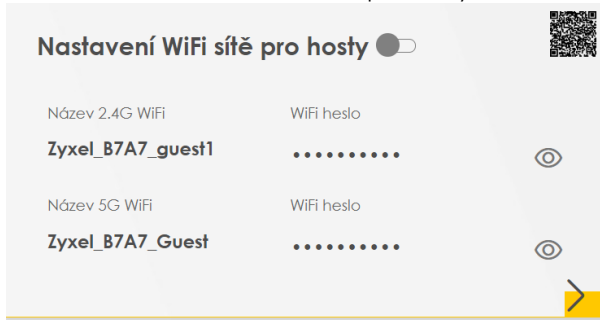 Nastavení WiFi sítě pro hosty
Název 2.4G WiFi WiFi heslo
Zyxel_B7A7_guest1 ••••••••••
Název 5G WiFi WiFi heslo
Zyxel_B7A7_Guest ••••••••••